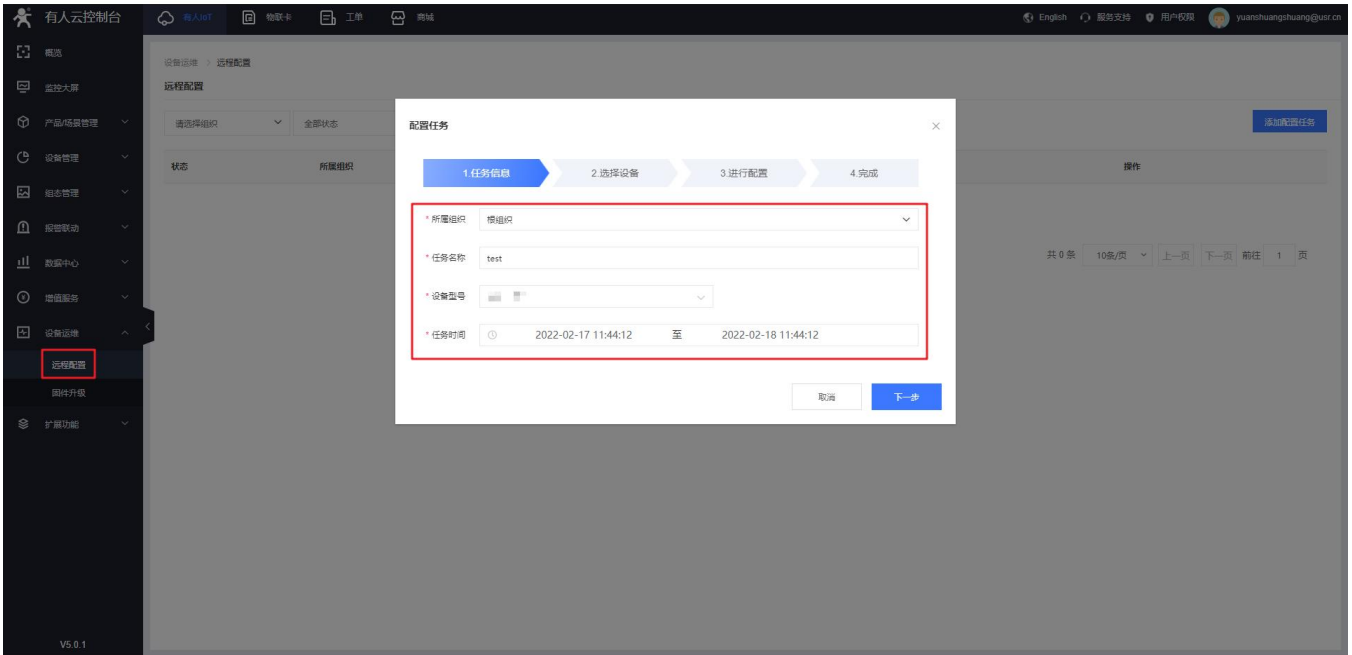 有人云控制台 有人IoT 物联卡 工单 商城 English 服务支持 用户权限 yuanshuangshuang@usr.cn
概览
监控大屏
产品/场景管理
设备管理
组态管理
报警联动
数据中心
增值服务
设备运维
远程配置
固件升级
扩展功能
V5.0.1
设备运维 > 远程配置
远程配置
请选择组织 全部状态 添加配置任务
状态 所属组织 操作
共 0 条 10条/页 上一页 下一页 前往 1 页
配置任务
1.任务信息 2.选择设备 3.进行配置 4.完成
* 所属组织 根组织
* 任务名称 test
* 设备型号
* 任务时间 2022-02-17 11:44:12 至 2022-02-18 11:44:12
取消 下一步